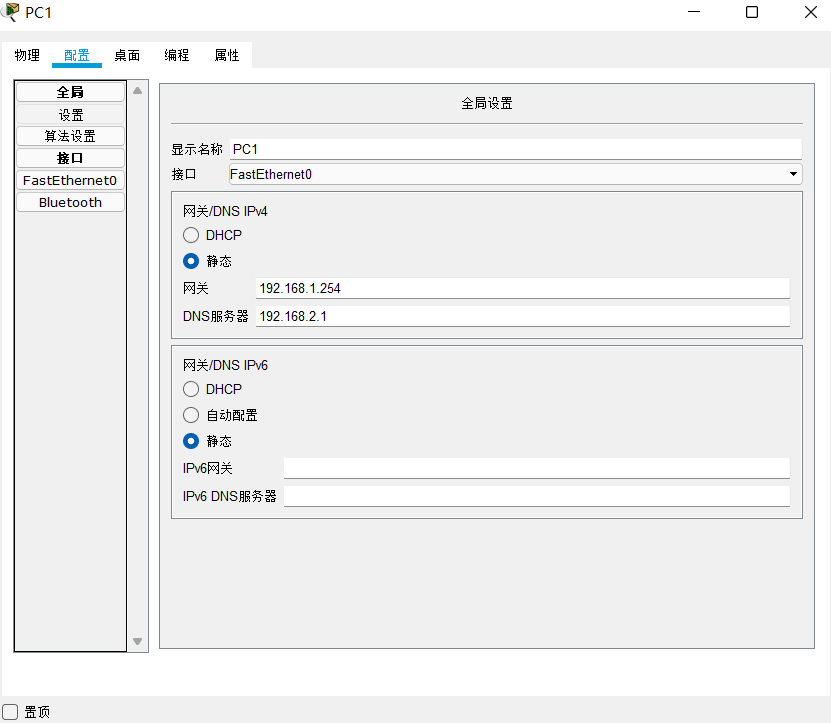 PC1
物理 配置 桌面 编程 属性
全局
设置
算法设置
接口
FastEthernet0
Bluetooth
全局设置
显示名称 PC1
接口 FastEthernet0
网关/DNS IPv4
DHCP
静态
网关 192.168.1.254
DNS服务器 192.168.2.1
网关/DNS IPv6
DHCP
自动配置
静态
IPv6网关
IPv6 DNS服务器
置顶